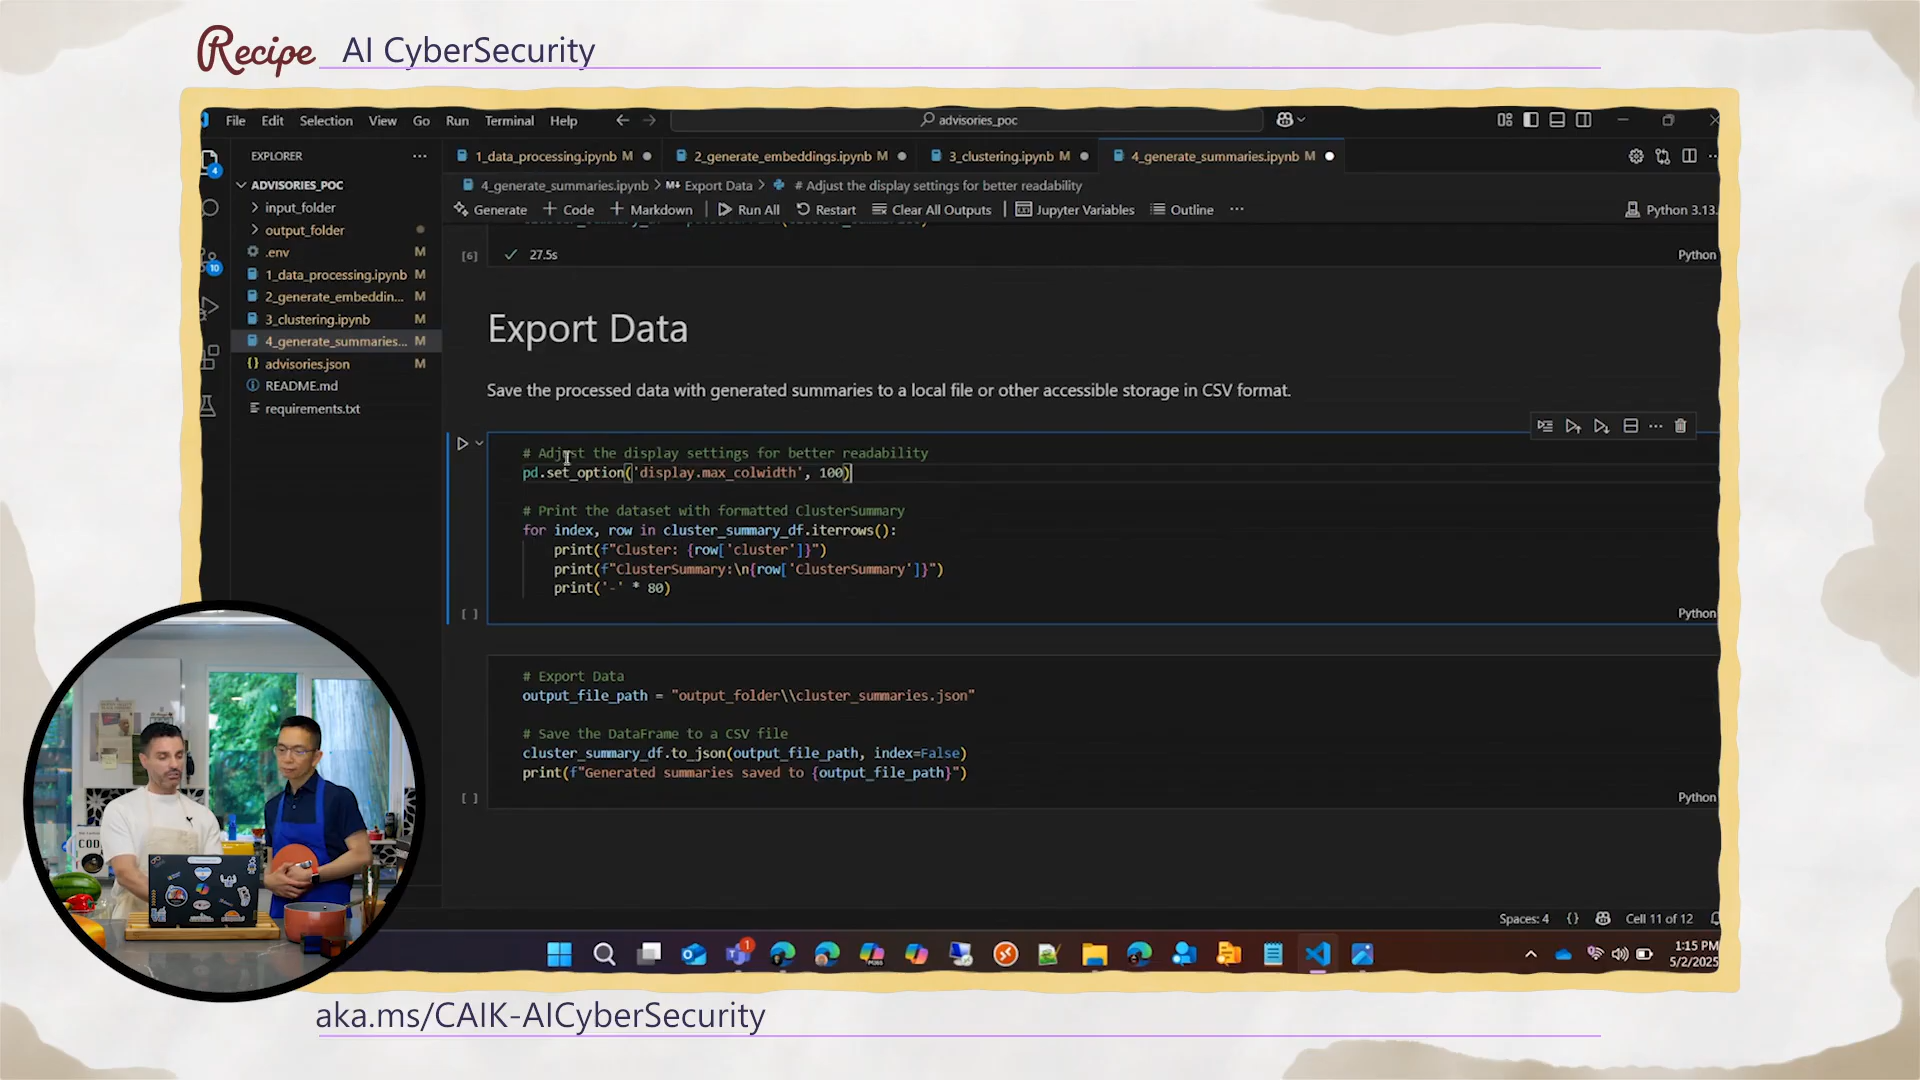 Recipe AI CyberSecurity
File Edit Selection View Go Run Terminal Help
advisories_poc
EXPLORER
1_data_processing.ipynb M
2_generate_embeddings.ipynb M
3_clustering.ipynb M
4_generate_summaries.ipynb M
ADVISORIES_POC
4_generate_summaries.ipynb > M↓ Export Data > # Adjust the display settings for better readability
input_folder
Generate + Code + Markdown Run All Restart Clear All Outputs Jupyter Variables Outline ...
Python 3.13.
output_folder
.env M
1_data_processing.ipynb M
2_generate_embeddin... M
3_clustering.ipynb M
4_generate_summaries... M
advisories.json M
README.md
requirements.txt
4
10
[6] 27.5s
Python
Export Data
Save the processed data with generated summaries to a local file or other accessible storage in CSV format.
# Adjust the display settings for better readability
pd.set_option('display.max_colwidth', 100)
# Print the dataset with formatted ClusterSummary
for index, row in cluster_summary_df.iterrows():
print(f"Cluster: {row['cluster']}")
print(f"ClusterSummary:\n{row['ClusterSummary']}")
print('-' * 80)
[ ]
Python
# Export Data
output_file_path = "output_folder\\cluster_summaries.json"
# Save the DataFrame to a CSV file
cluster_summary_df.to_json(output_file_path, index=False)
print(f"Generated summaries saved to {output_file_path}")
[ ]
Python
COD
Spaces: 4 {} Cell 11 of 12
1
1:15 PM
5/2/2025
aka.ms/CAIK-AICyberSecurity